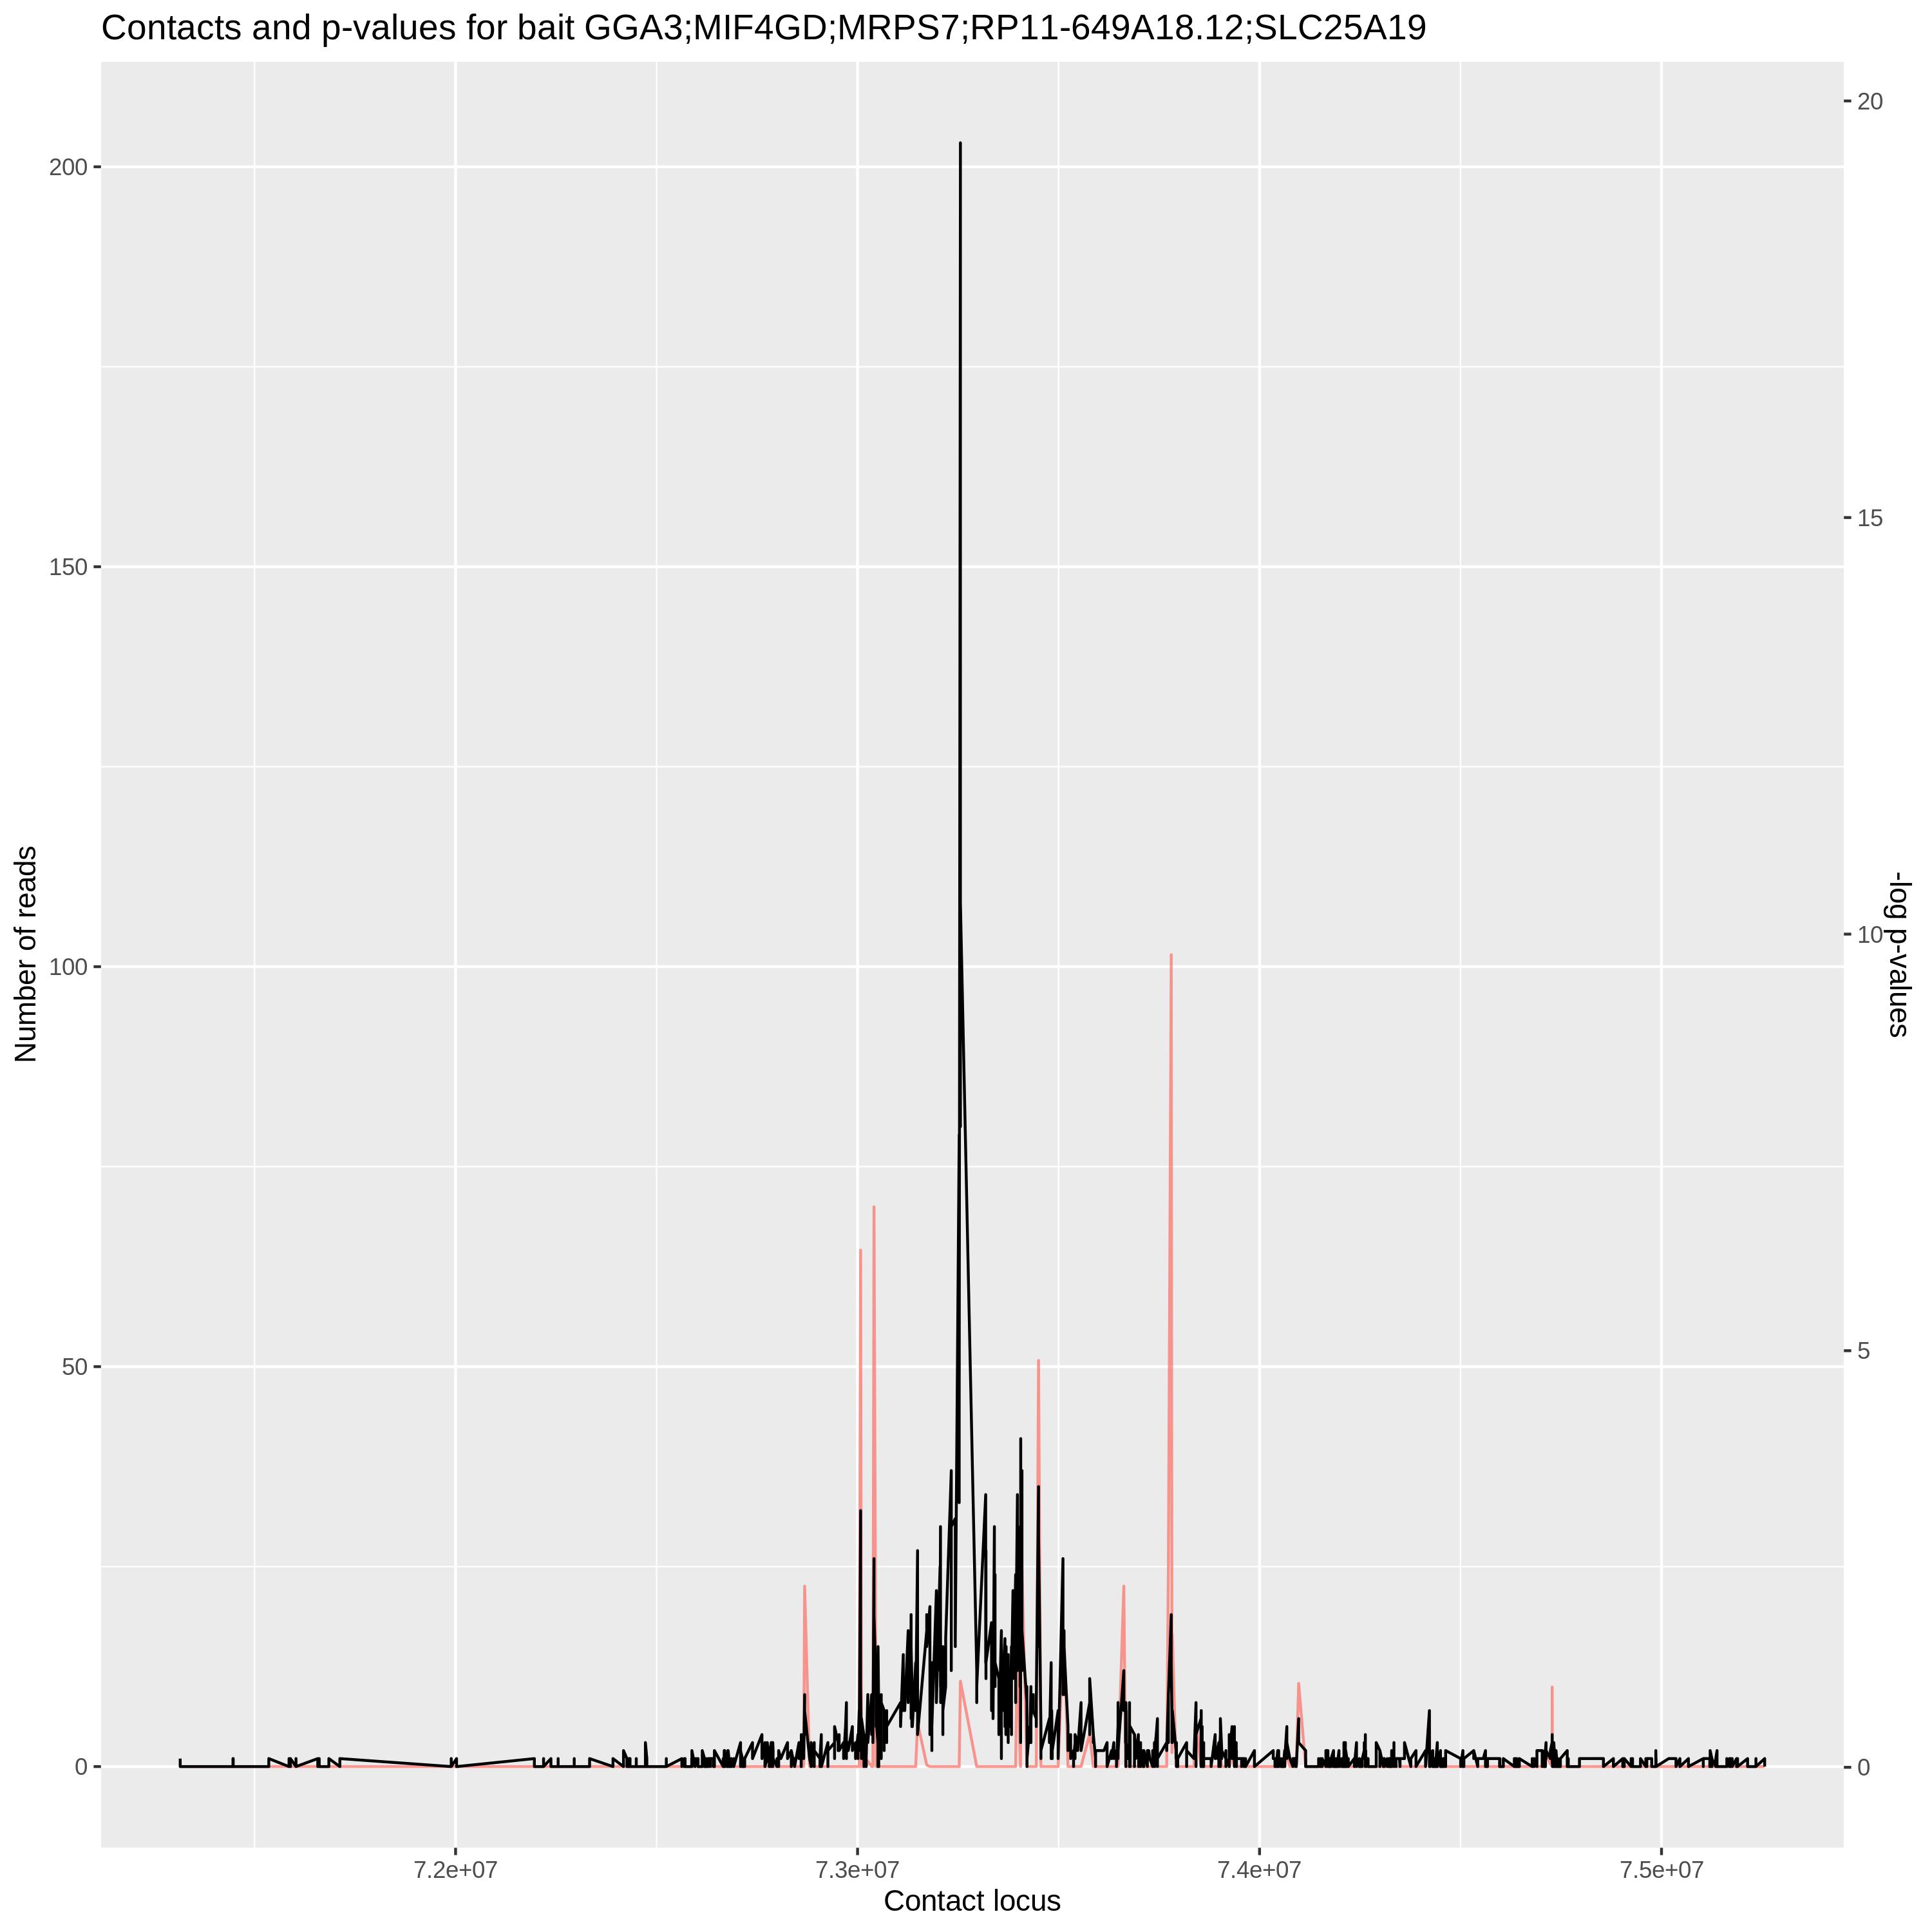 Contacts and p-values for bait GGA3;MIF4GD;MRPS7;RP11-649A18.12;SLC25A19
20
200
15
150
Number of reads
-log p-values
10
100
5
50
0
0
7.2e+07
7.3e+07
7.4e+07
7.5e+07
Contact locus